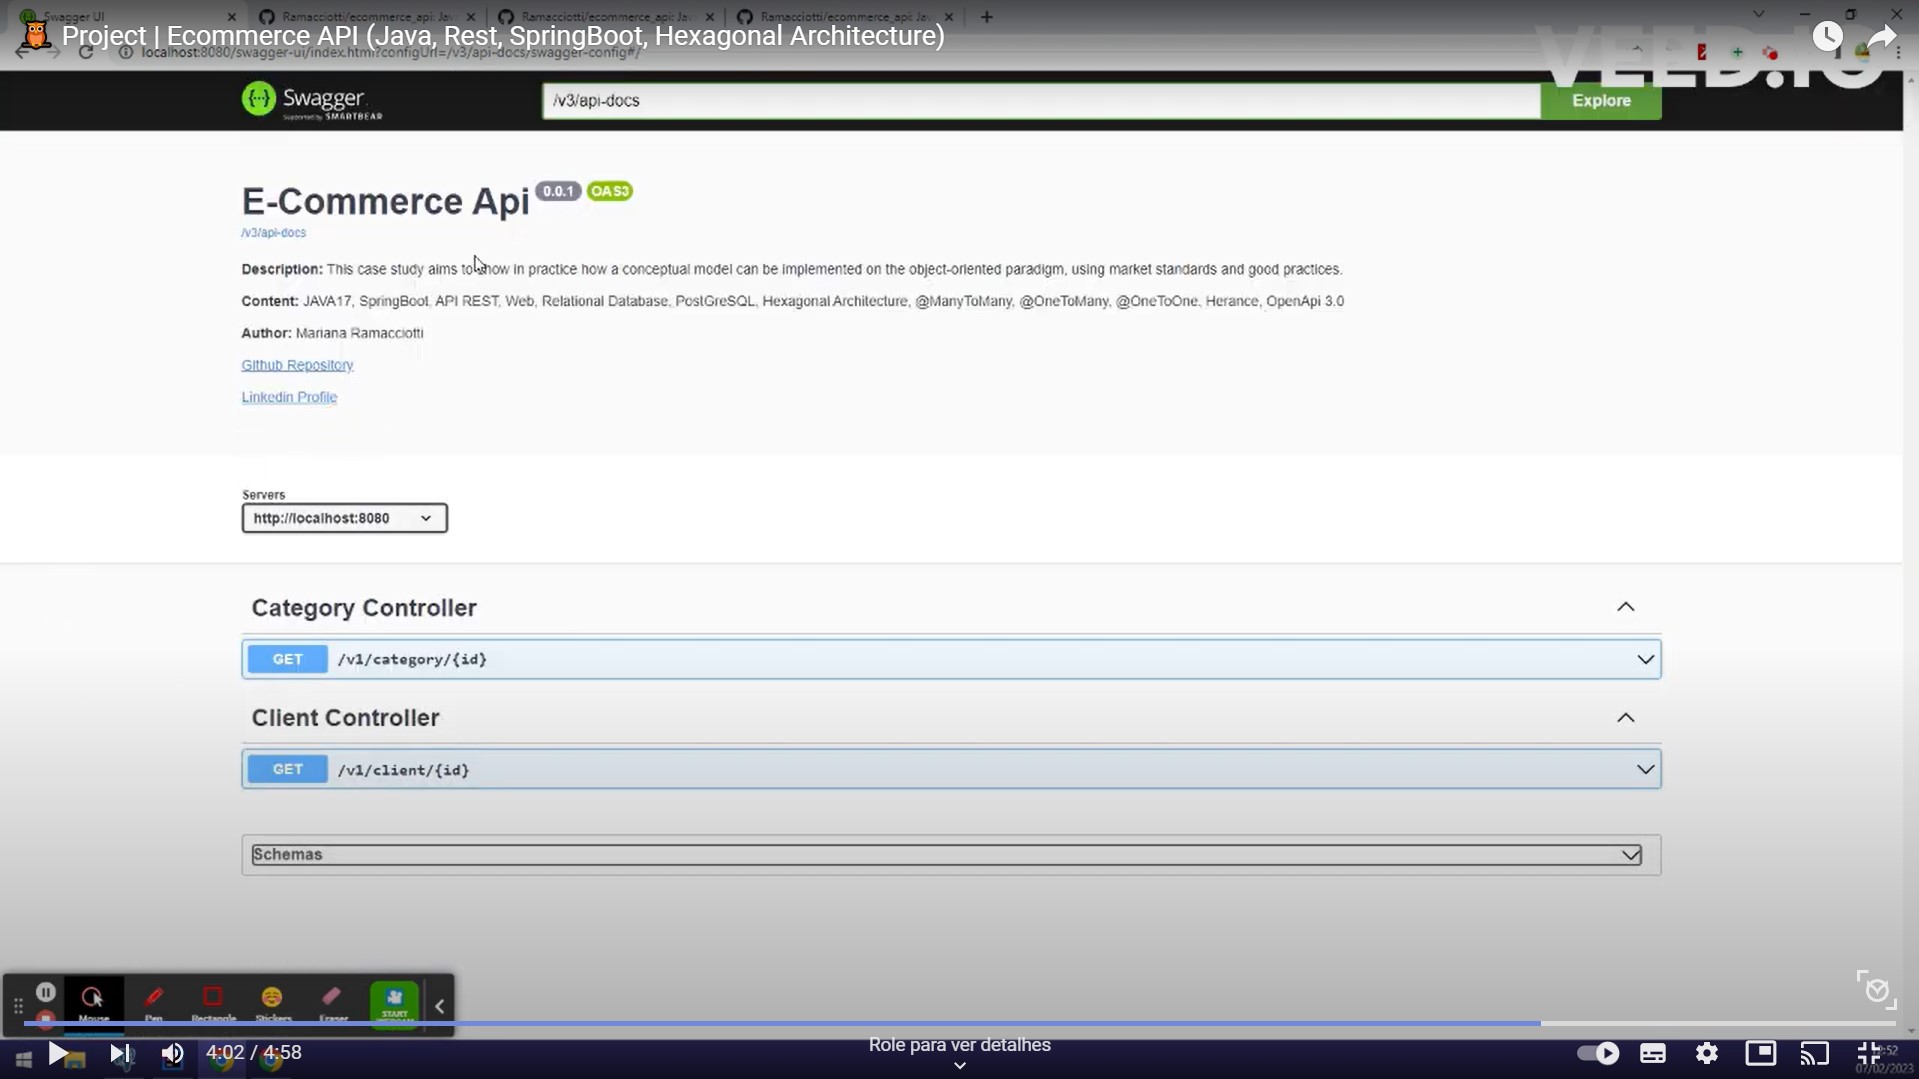 Swagger UI
Ramacciotti/ecommerce_api: Jav
Ramacciotti/ecommerce_api: Jav
Ramacciotti/ecommerce_api: Jav
Project | Ecommerce API (Java, Rest, SpringBoot, Hexagonal Architecture)
localhost:8080/swagger-ui/index.html?configUrl=/v3/api-docs/swagger-config#/
VEED.IO
Swagger
Supported by SMARTBEAR
/v3/api-docs
Explore
E-Commerce Api 0.0.1 OAS3
/v3/api-docs
Description: This case study aims to show in practice how a conceptual model can be implemented on the object-oriented paradigm, using market standards and good practices.
Content: JAVA17, SpringBoot, API REST, Web, Relational Database, PostGreSQL, Hexagonal Architecture, @ManyToMany, @OneToMany, @OneToOne, Herance, OpenApi 3.0
Author: Mariana Ramacciotti
Github Repository
Linkedin Profile
Servers
http://localhost:8080
Category Controller
GET /v1/category/{id}
Client Controller
GET /v1/client/{id}
Schemas
Mouse
Pen
Rectangle
Stickers
Eraser
START
4:02 / 4:58
Role para ver detalhes
07/02/2023